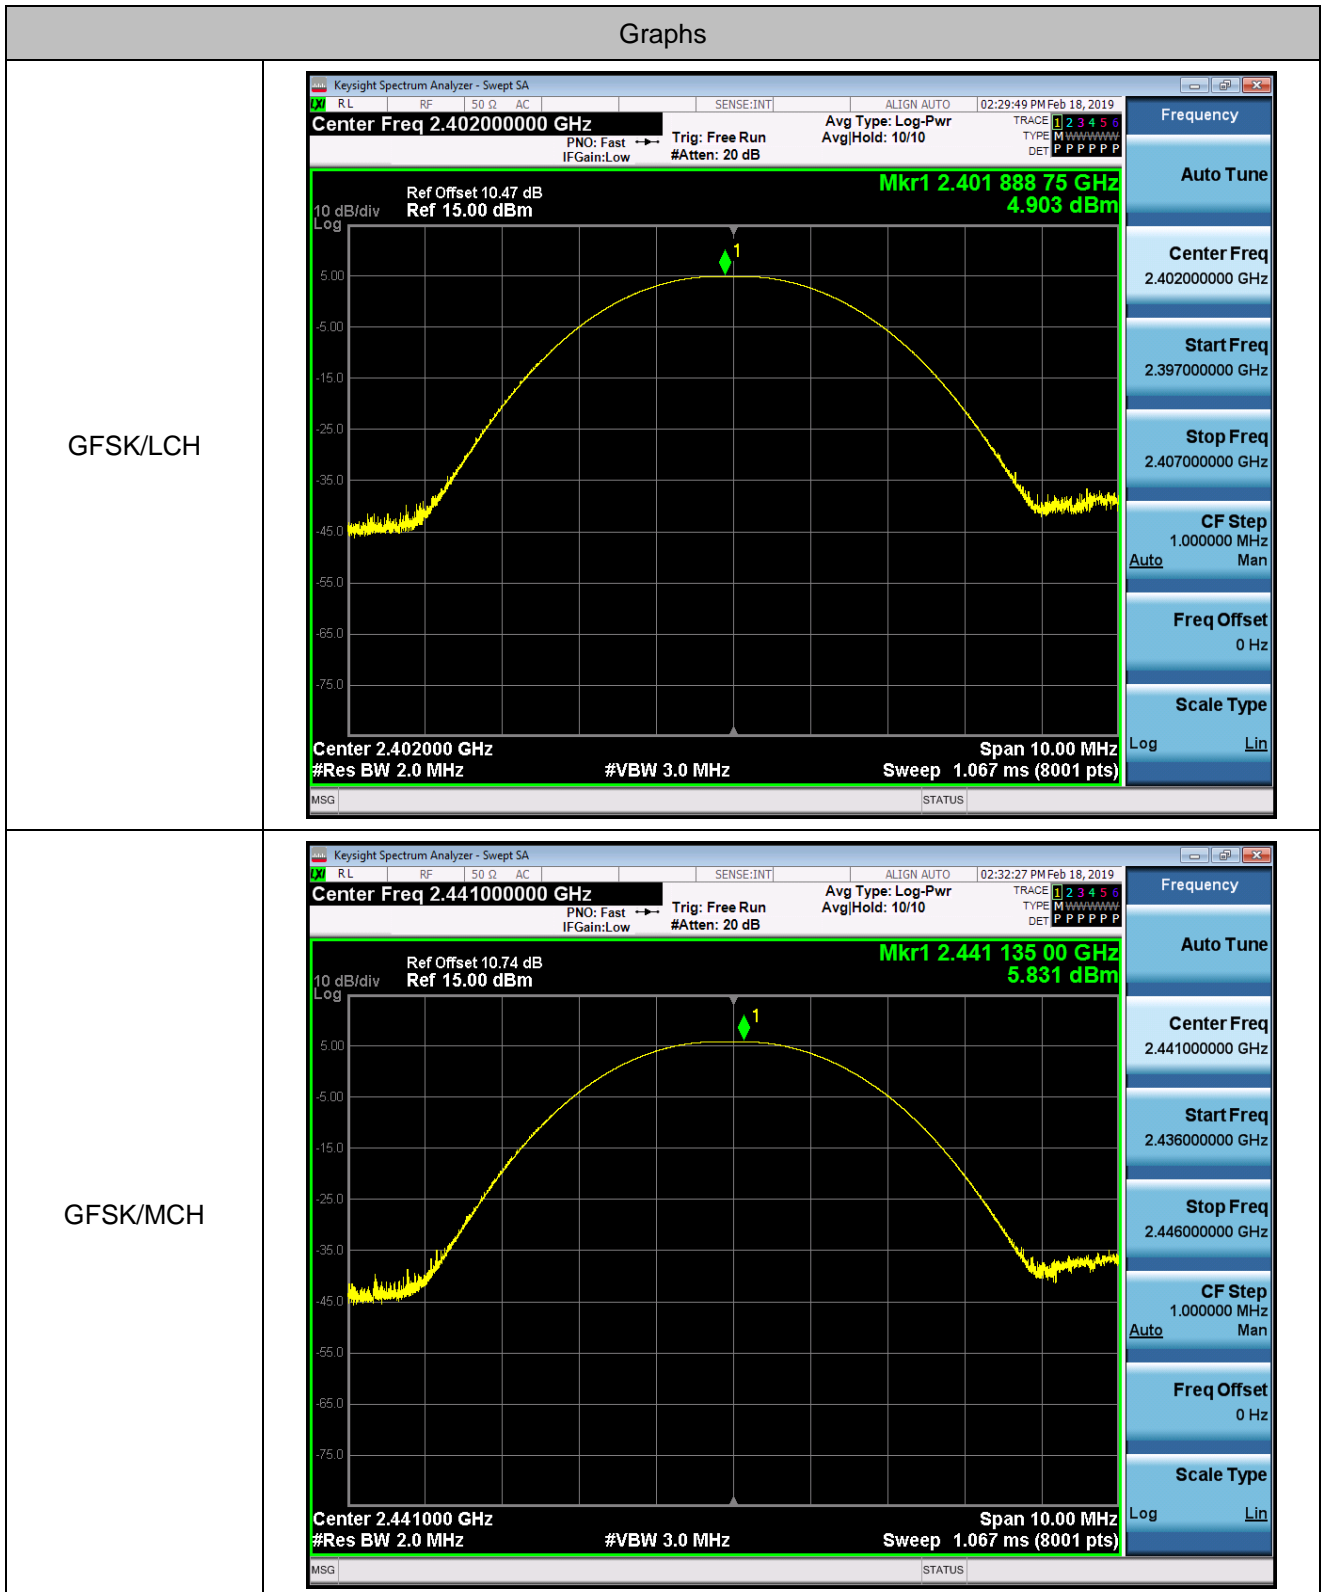 Graphs
GFSK/LCH
Keysight Spectrum Analyzer - Swept SA
LXI RL RF 50 Ω AC SENSE:INT ALIGN AUTO 02:29:49 PM Feb 18, 2019
Center Freq 2.402000000 GHz
PNO: Fast
IFGain:Low
Trig: Free Run
#Atten: 20 dB
Avg Type: Log-Pwr
Avg|Hold: 10/10
TRACE 1 2 3 4 5 6
TYPE M W W W W W
DET P P P P P P
Mkr1 2.401 888 75 GHz
4.903 dBm
Ref Offset 10.47 dB
10 dB/div Ref 15.00 dBm
Log
1
5.00
-5.00
-15.0
-25.0
-35.0
-45.0
-55.0
-65.0
-75.0
Center 2.402000 GHz Span 10.00 MHz
#Res BW 2.0 MHz #VBW 3.0 MHz Sweep 1.067 ms (8001 pts)
MSG STATUS
Frequency
Auto Tune
Center Freq
2.402000000 GHz
Start Freq
2.397000000 GHz
Stop Freq
2.407000000 GHz
CF Step
1.000000 MHz
Auto Man
Freq Offset
0 Hz
Scale Type
Log Lin
GFSK/MCH
Keysight Spectrum Analyzer - Swept SA
LXI RL RF 50 Ω AC SENSE:INT ALIGN AUTO 02:32:27 PM Feb 18, 2019
Center Freq 2.441000000 GHz
PNO: Fast
IFGain:Low
Trig: Free Run
#Atten: 20 dB
Avg Type: Log-Pwr
Avg|Hold: 10/10
TRACE 1 2 3 4 5 6
TYPE M W W W W W
DET P P P P P P
Mkr1 2.441 135 00 GHz
5.831 dBm
Ref Offset 10.74 dB
10 dB/div Ref 15.00 dBm
Log
1
5.00
-5.00
-15.0
-25.0
-35.0
-45.0
-55.0
-65.0
-75.0
Center 2.441000 GHz Span 10.00 MHz
#Res BW 2.0 MHz #VBW 3.0 MHz Sweep 1.067 ms (8001 pts)
MSG STATUS
Frequency
Auto Tune
Center Freq
2.441000000 GHz
Start Freq
2.436000000 GHz
Stop Freq
2.446000000 GHz
CF Step
1.000000 MHz
Auto Man
Freq Offset
0 Hz
Scale Type
Log Lin